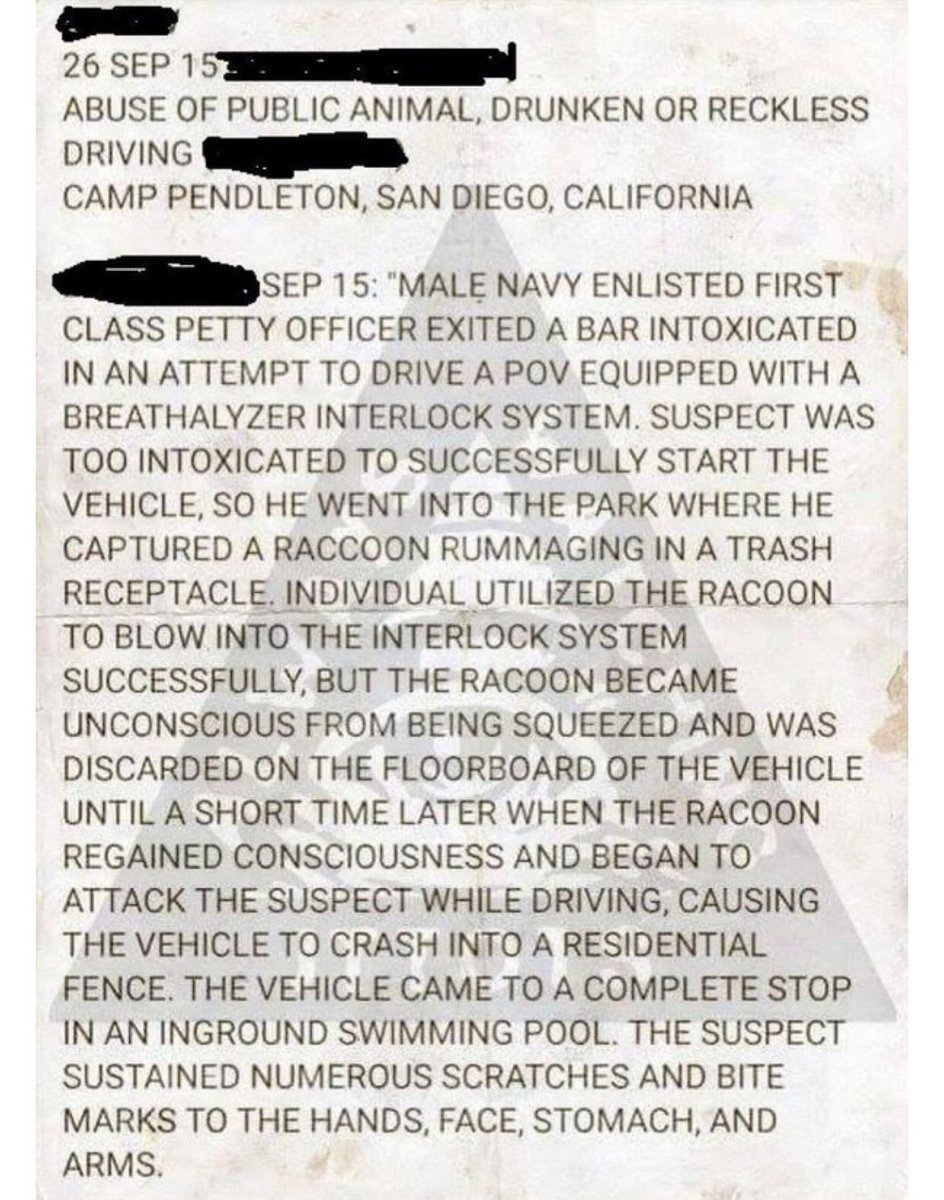 26 SEP 15
ABUSE OF PUBLIC ANIMAL, DRUNKEN OR RECKLESS
DRIVING
CAMP PENDLETON, SAN DIEGO, CALIFORNIA
SEP 15: "MALE NAVY ENLISTED FIRST
CLASS PETTY OFFICER EXITED A BAR INTOXICATED
IN AN ATTEMPT TO DRIVE A POV EQUIPPED WITH A
BREATHALYZER INTERLOCK SYSTEM. SUSPECT WAS
TOO INTOXICATED TO SUCCESSFULLY START THE
VEHICLE, SO HE WENT INTO THE PARK WHERE HE
CAPTURED A RACCOON RUMMAGING IN A TRASH
RECEPTACLE. INDIVIDUAL UTILIZED THE RACOON
TO BLOW INTO THE INTERLOCK SYSTEM
SUCCESSFULLY, BUT THE RACOON BECAME
UNCONSCIOUS FROM BEING SQUEEZED AND WAS
DISCARDED ON THE FLOORBOARD OF THE VEHICLE
UNTIL A SHORT TIME LATER WHEN THE RACOON
REGAINED CONSCIOUSNESS AND BEGAN TO
ATTACK THE SUSPECT WHILE DRIVING, CAUSING
THE VEHICLE TO CRASH INTO A RESIDENTIAL
FENCE. THE VEHICLE CAME TO A COMPLETE STOP
IN AN INGROUND SWIMMING POOL. THE SUSPECT
SUSTAINED NUMEROUS SCRATCHES AND BITE
MARKS TO THE HANDS, FACE, STOMACH, AND
ARMS.